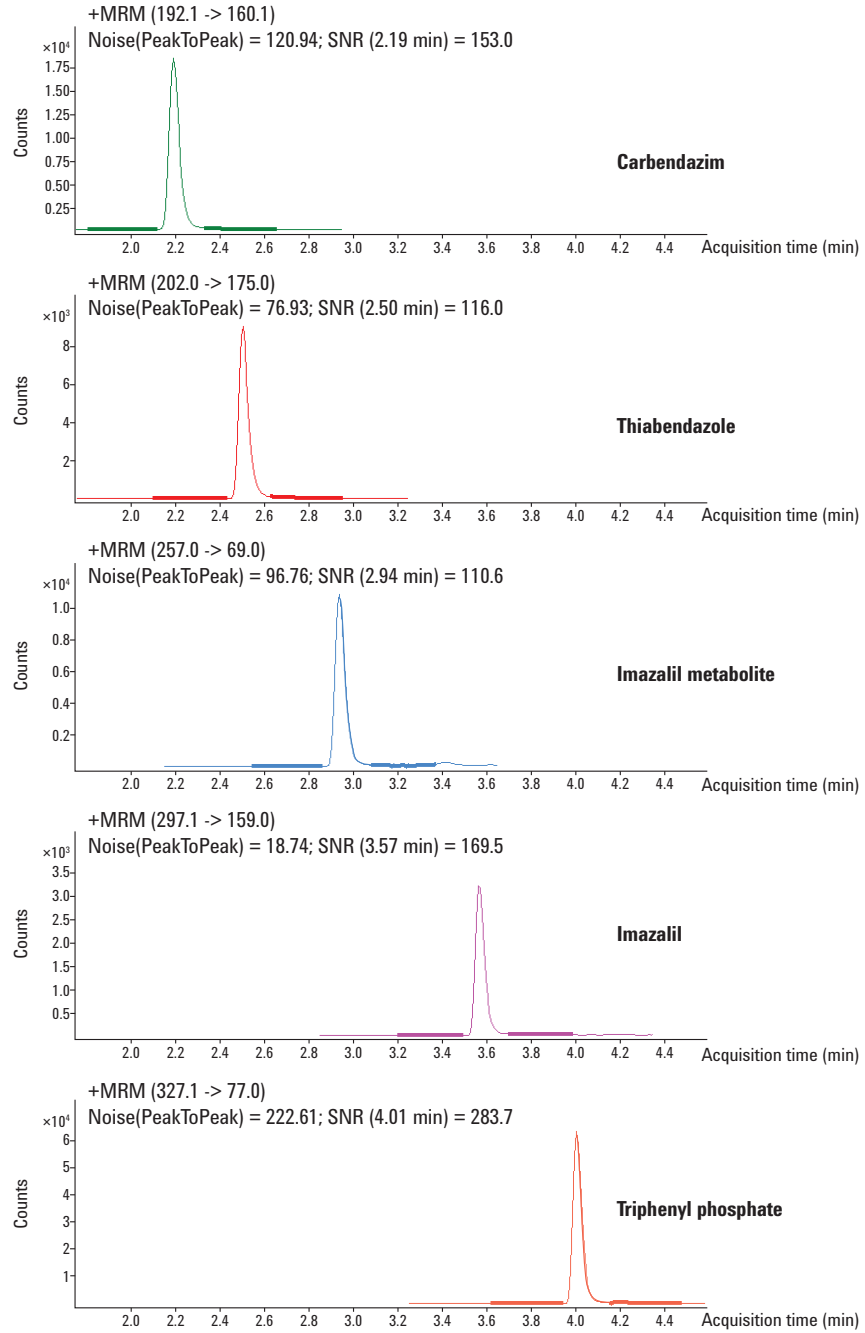 +MRM (192.1 -> 160.1)
Noise(PeakToPeak) = 120.94; SNR (2.19 min) = 153.0
×10⁴
1.75
1.50
1.25
1.00
0.75
0.50
0.25
Counts
Carbendazim
2.0 2.2 2.4 2.6 2.8 3.0 3.2 3.4 3.6 3.8 4.0 4.2 4.4 Acquisition time (min)
+MRM (202.0 -> 175.0)
Noise(PeakToPeak) = 76.93; SNR (2.50 min) = 116.0
×10³
8
6
4
2
Counts
Thiabendazole
2.0 2.2 2.4 2.6 2.8 3.0 3.2 3.4 3.6 3.8 4.0 4.2 4.4 Acquisition time (min)
+MRM (257.0 -> 69.0)
Noise(PeakToPeak) = 96.76; SNR (2.94 min) = 110.6
×10⁴
1.0
0.8
0.6
0.4
0.2
Counts
Imazalil metabolite
2.0 2.2 2.4 2.6 2.8 3.0 3.2 3.4 3.6 3.8 4.0 4.2 4.4 Acquisition time (min)
+MRM (297.1 -> 159.0)
Noise(PeakToPeak) = 18.74; SNR (3.57 min) = 169.5
×10³
3.5
3.0
2.5
2.0
1.5
1.0
0.5
Counts
Imazalil
2.0 2.2 2.4 2.6 2.8 3.0 3.2 3.4 3.6 3.8 4.0 4.2 4.4 Acquisition time (min)
+MRM (327.1 -> 77.0)
Noise(PeakToPeak) = 222.61; SNR (4.01 min) = 283.7
×10⁴
6
5
4
3
2
1
Counts
Triphenyl phosphate
2.0 2.2 2.4 2.6 2.8 3.0 3.2 3.4 3.6 3.8 4.0 4.2 4.4 Acquisition time (min)